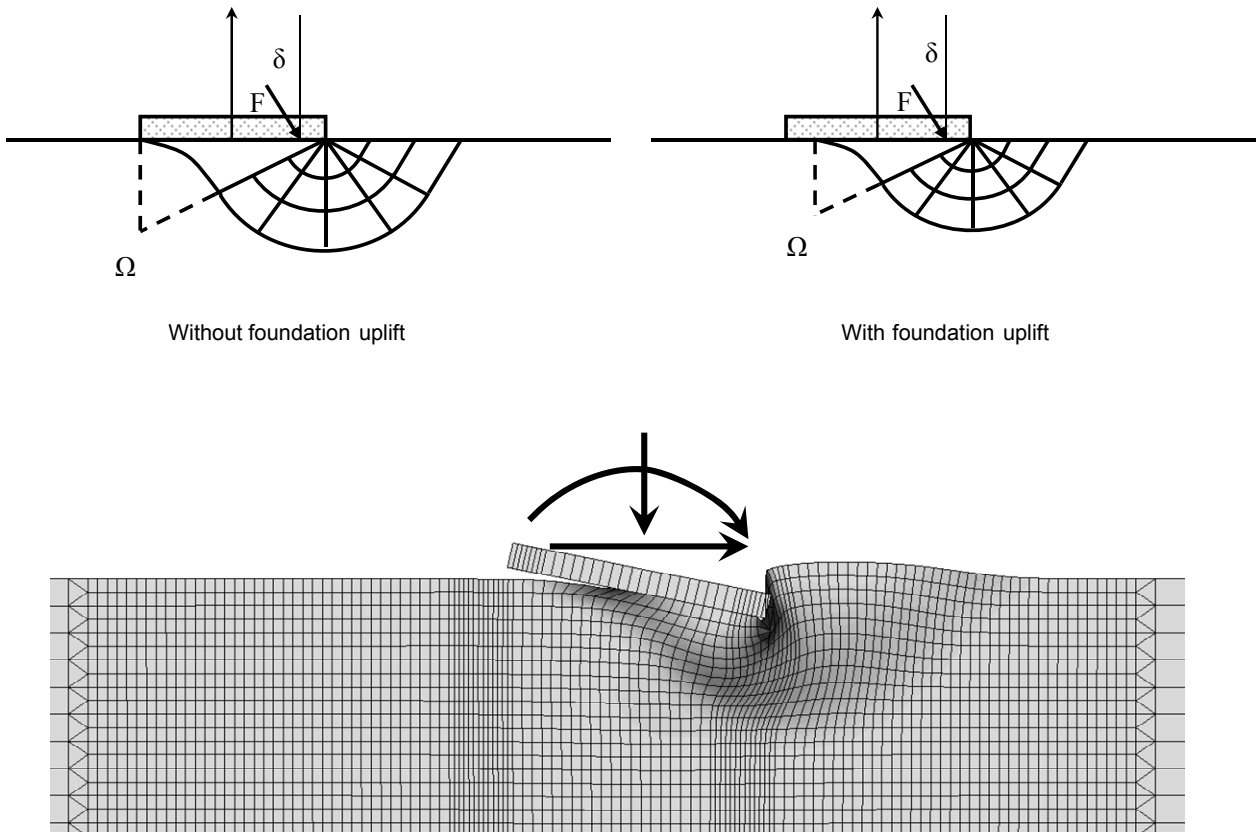 δ
F
Ω
Without foundation uplift
δ
F
Ω
With foundation uplift